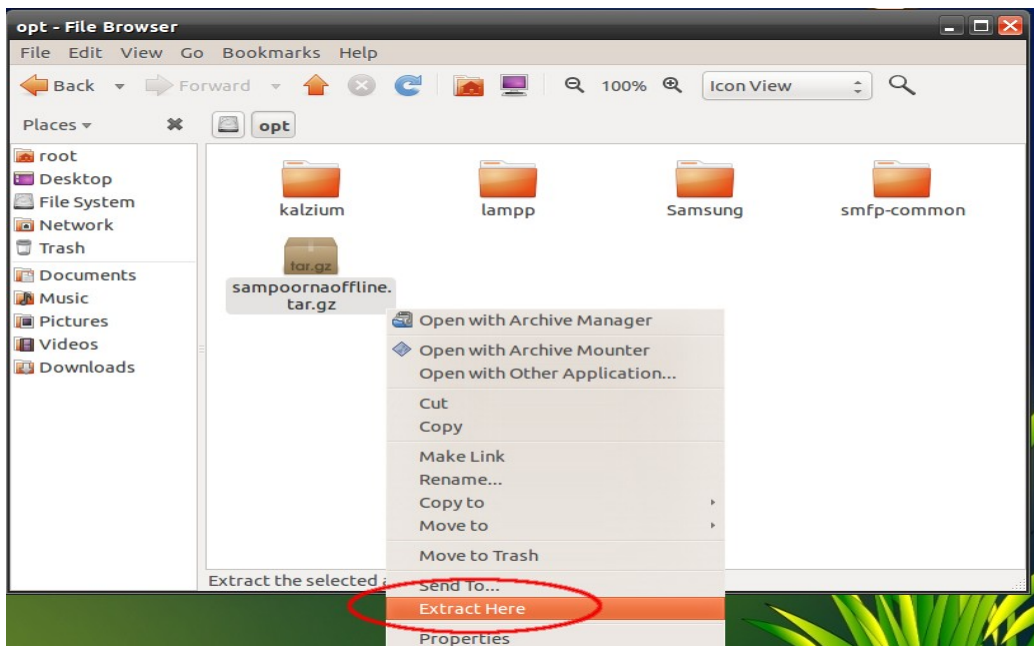 opt - File Browser
File Edit View Go Bookmarks Help
Back Forward 100% Icon View
Places opt
root
Desktop
File System
Network
Trash
Documents
Music
Pictures
Videos
Downloads
kalzium lampp Samsung smfp-common
tar.gz
sampoornaoffline.
tar.gz
Open with Archive Manager
Open with Archive Mounter
Open with Other Application...
Cut
Copy
Make Link
Rename...
Copy to
Move to
Move to Trash
Send To...
Extract Here
Properties
Extract the selected